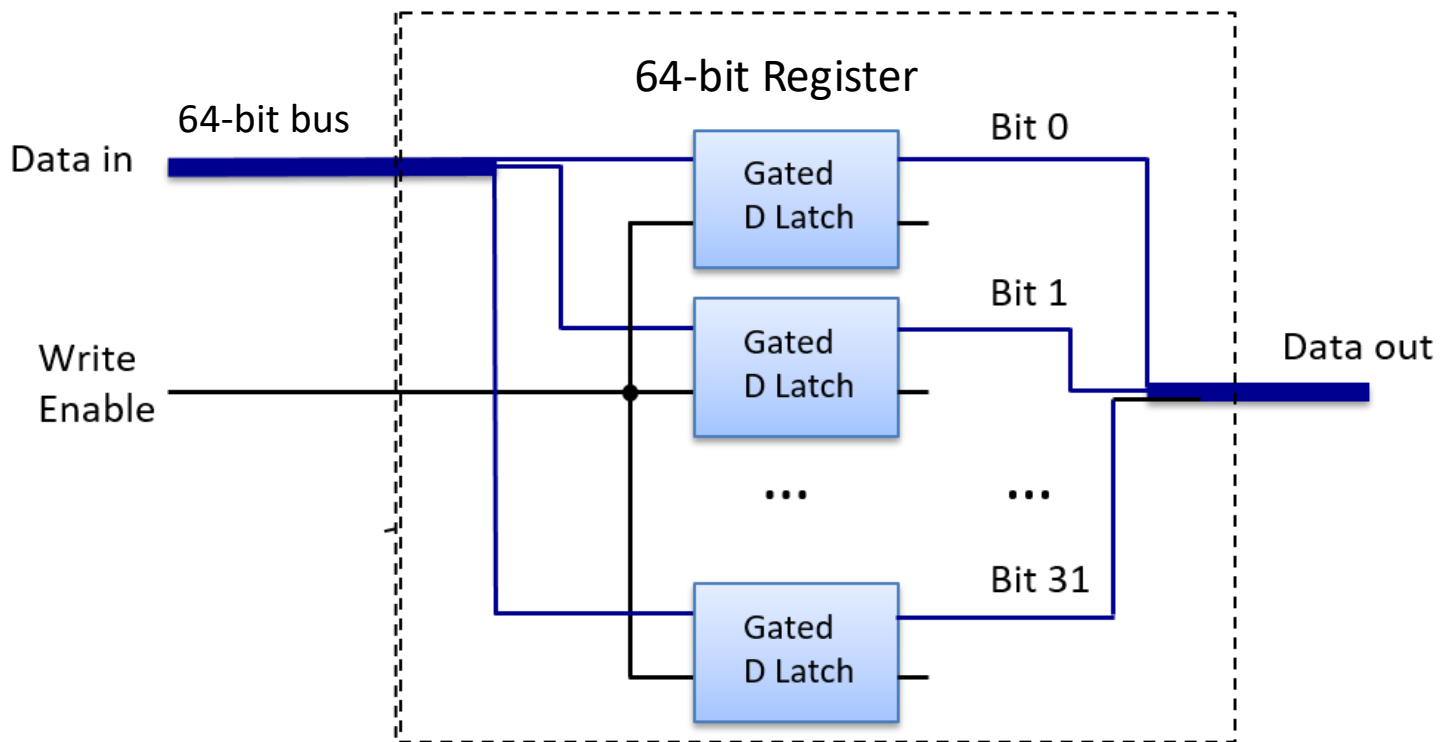 64-bit Register
64-bit bus
Data in
Bit 0
Gated
D Latch
Bit 1
Gated
D Latch
Write
Enable
Data out
...
...
Bit 31
Gated
D Latch